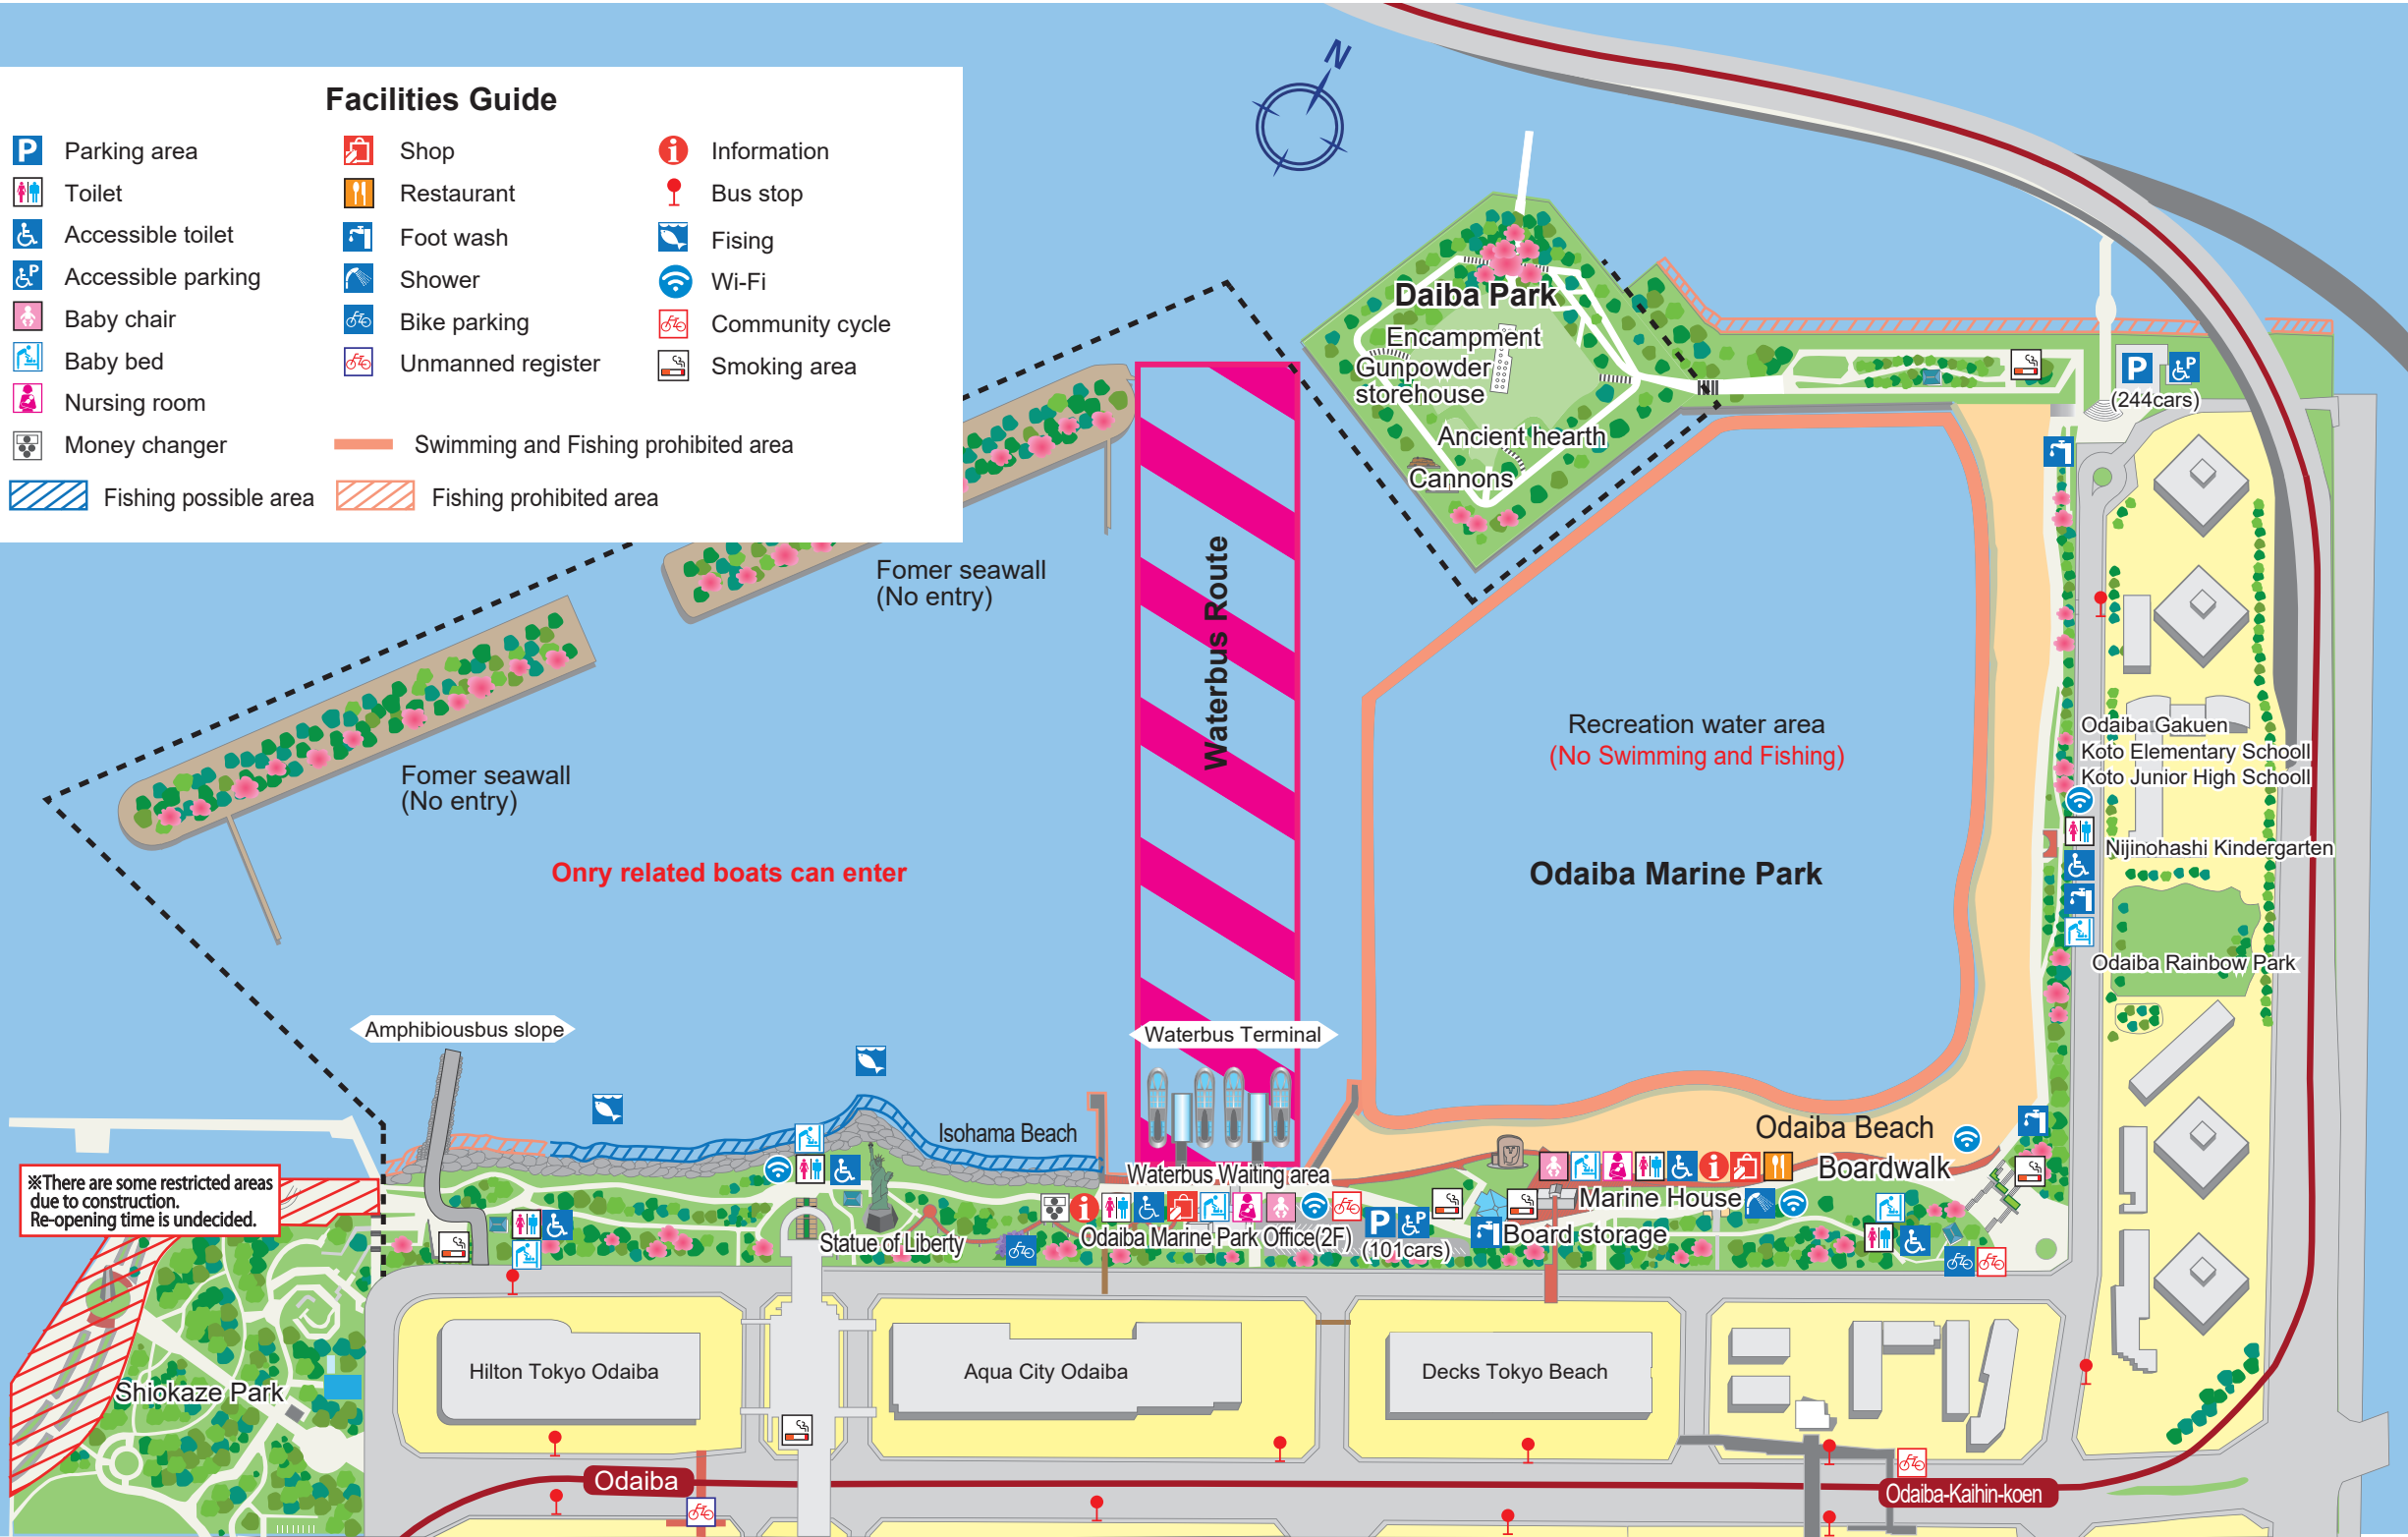 N
Facilities Guide
P Parking area
Toilet
Accessible toilet
P Accessible parking
Baby chair
Baby bed
Nursing room
Money changer
Shop
Restaurant
Foot wash
Shower
Bike parking
Unmanned register
i Information
Bus stop
Fising
Wi-Fi
Community cycle
Smoking area
Swimming and Fishing prohibited area
Fishing possible area
Fishing prohibited area
Daiba Park
Encampment
Gunpowder
storehouse
Ancient hearth
Cannons
P P
(244cars)
Fomer seawall
(No entry)
Fomer seawall
(No entry)
Waterbus Route
Recreation water area
(No Swimming and Fishing)
Odaiba Marine Park
Onry related boats can enter
Odaiba Gakuen
Koto Elementary Schooll
Koto Junior High Schooll
Nijinohashi Kindergarten
Odaiba Rainbow Park
Amphibiousbus slope
Waterbus Terminal
Isohama Beach
Odaiba Beach
Boardwalk
Waterbus Waiting area
i
Marine House
i
Odaiba Marine Park Office(2F)
P P
(101cars)
Board storage
Statue of Liberty
※There are some restricted areas
due to construction.
Re-opening time is undecided.
Shiokaze Park
Hilton Tokyo Odaiba
Aqua City Odaiba
Decks Tokyo Beach
Odaiba
Odaiba-Kaihin-koen